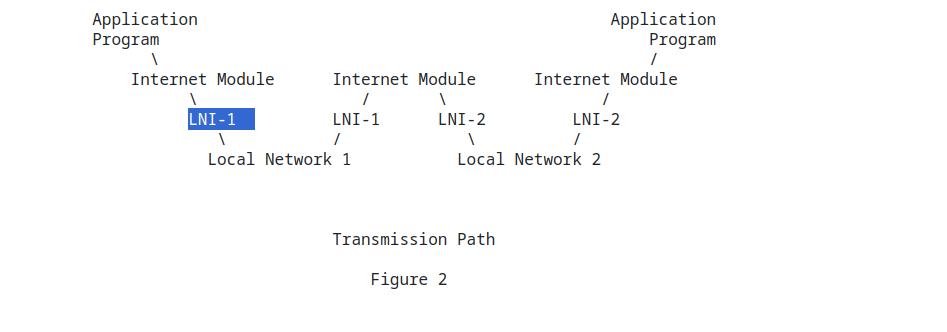 Application                                           Application
Program                                                   Program
      \                                                   /
    Internet Module      Internet Module      Internet Module
          \                 /       \                /
          LNI-1          LNI-1      LNI-2         LNI-2
             \           /             \          /
            Local Network 1           Local Network 2
Transmission Path
Figure 2